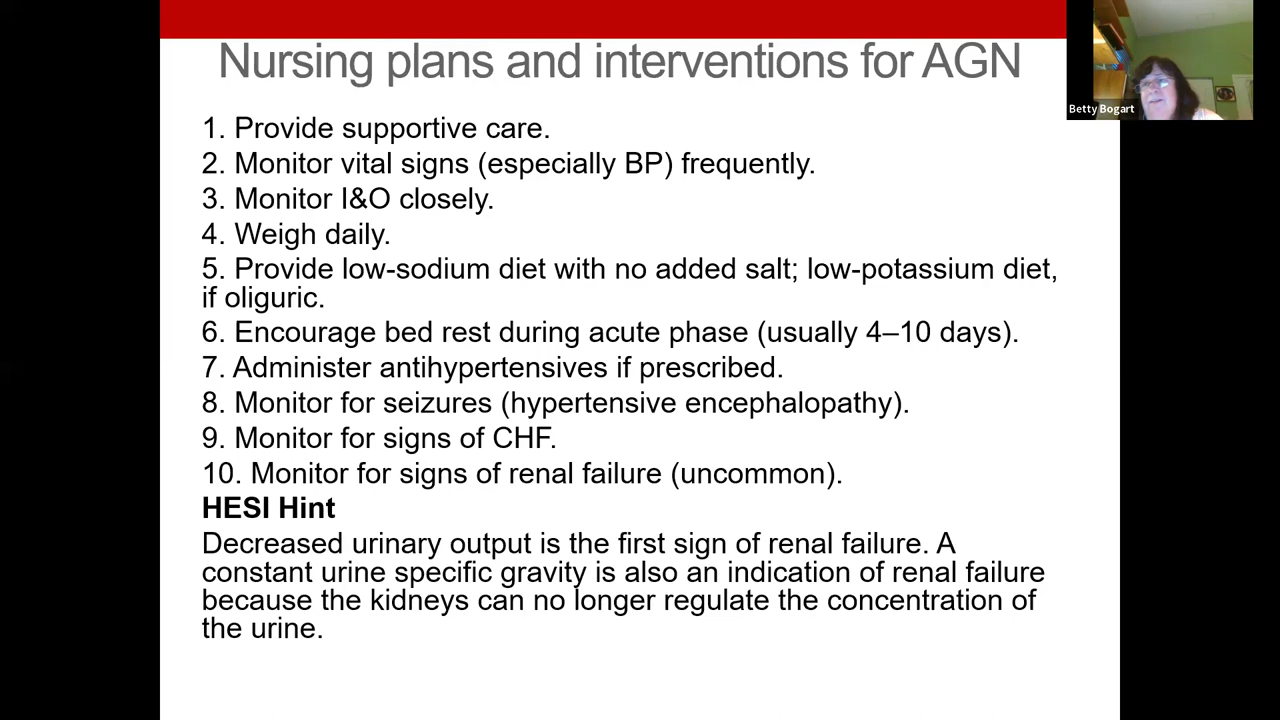 Nursing plans and interventions for AGN
Betty Bogart
1. Provide supportive care.
2. Monitor vital signs (especially BP) frequently.
3. Monitor I&O closely.
4. Weigh daily.
5. Provide low-sodium diet with no added salt; low-potassium diet,
if oliguric.
6. Encourage bed rest during acute phase (usually 4–10 days).
7. Administer antihypertensives if prescribed.
8. Monitor for seizures (hypertensive encephalopathy).
9. Monitor for signs of CHF.
10. Monitor for signs of renal failure (uncommon).
HESI Hint
Decreased urinary output is the first sign of renal failure. A
constant urine specific gravity is also an indication of renal failure
because the kidneys can no longer regulate the concentration of
the urine.